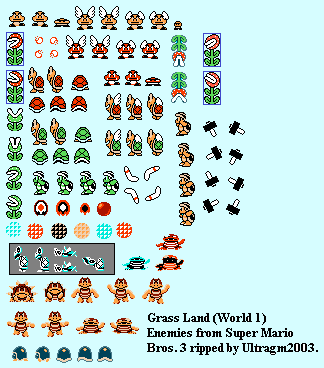 Grass Land (World 1)
Enemies from Super Mario
Bros. 3 ripped by Ultragm2003.